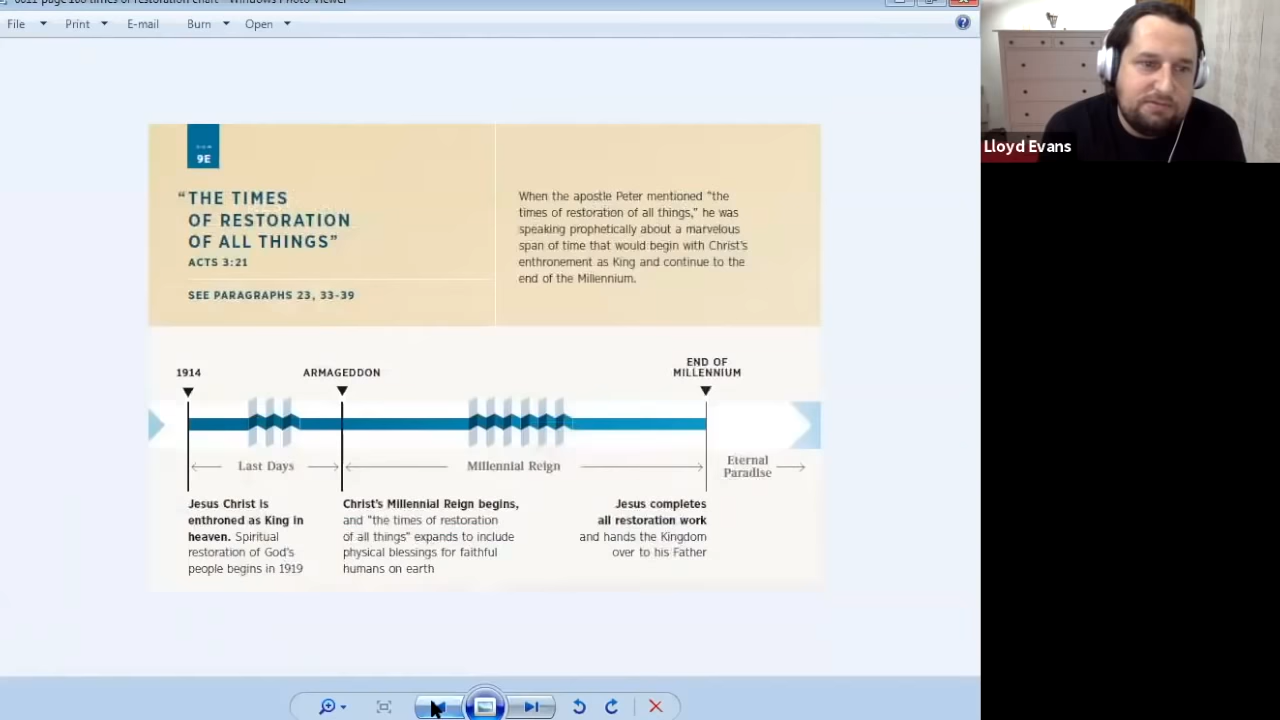 File Print E-mail Burn Open
Lloyd Evans
9E
"THE TIMES
OF RESTORATION
OF ALL THINGS"
ACTS 3:21
SEE PARAGRAPHS 23, 33-39
When the apostle Peter mentioned "the
times of restoration of all things," he was
speaking prophetically about a marvelous
span of time that would begin with Christ's
enthronement as King and continue to the
end of the Millennium.
1914
ARMAGEDDON
END OF
MILLENNIUM
Last Days
Millennial Reign
Eternal
Paradise
Jesus Christ is
enthroned as King in
heaven. Spiritual
restoration of God's
people begins in 1919
Christ's Millennial Reign begins,
and "the times of restoration
of all things" expands to include
physical blessings for faithful
humans on earth
Jesus completes
all restoration work
and hands the Kingdom
over to his Father